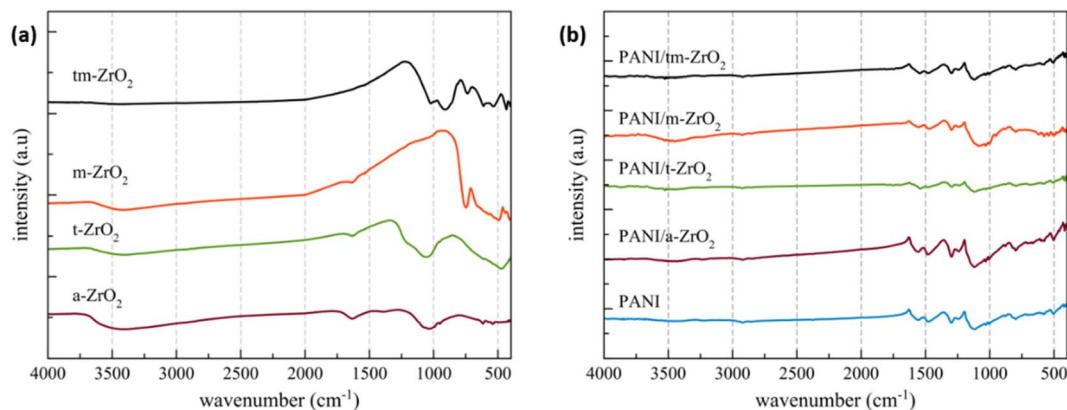 (a)
intensity (a.u)
tm-ZrO₂
m-ZrO₂
t-ZrO₂
a-ZrO₂
4000 3500 3000 2500 2000 1500 1000 500
wavenumber (cm⁻¹)
(b)
intensity (a.u)
PANI/tm-ZrO₂
PANI/m-ZrO₂
PANI/t-ZrO₂
PANI/a-ZrO₂
PANI
4000 3500 3000 2500 2000 1500 1000 500
wavenumber (cm⁻¹)